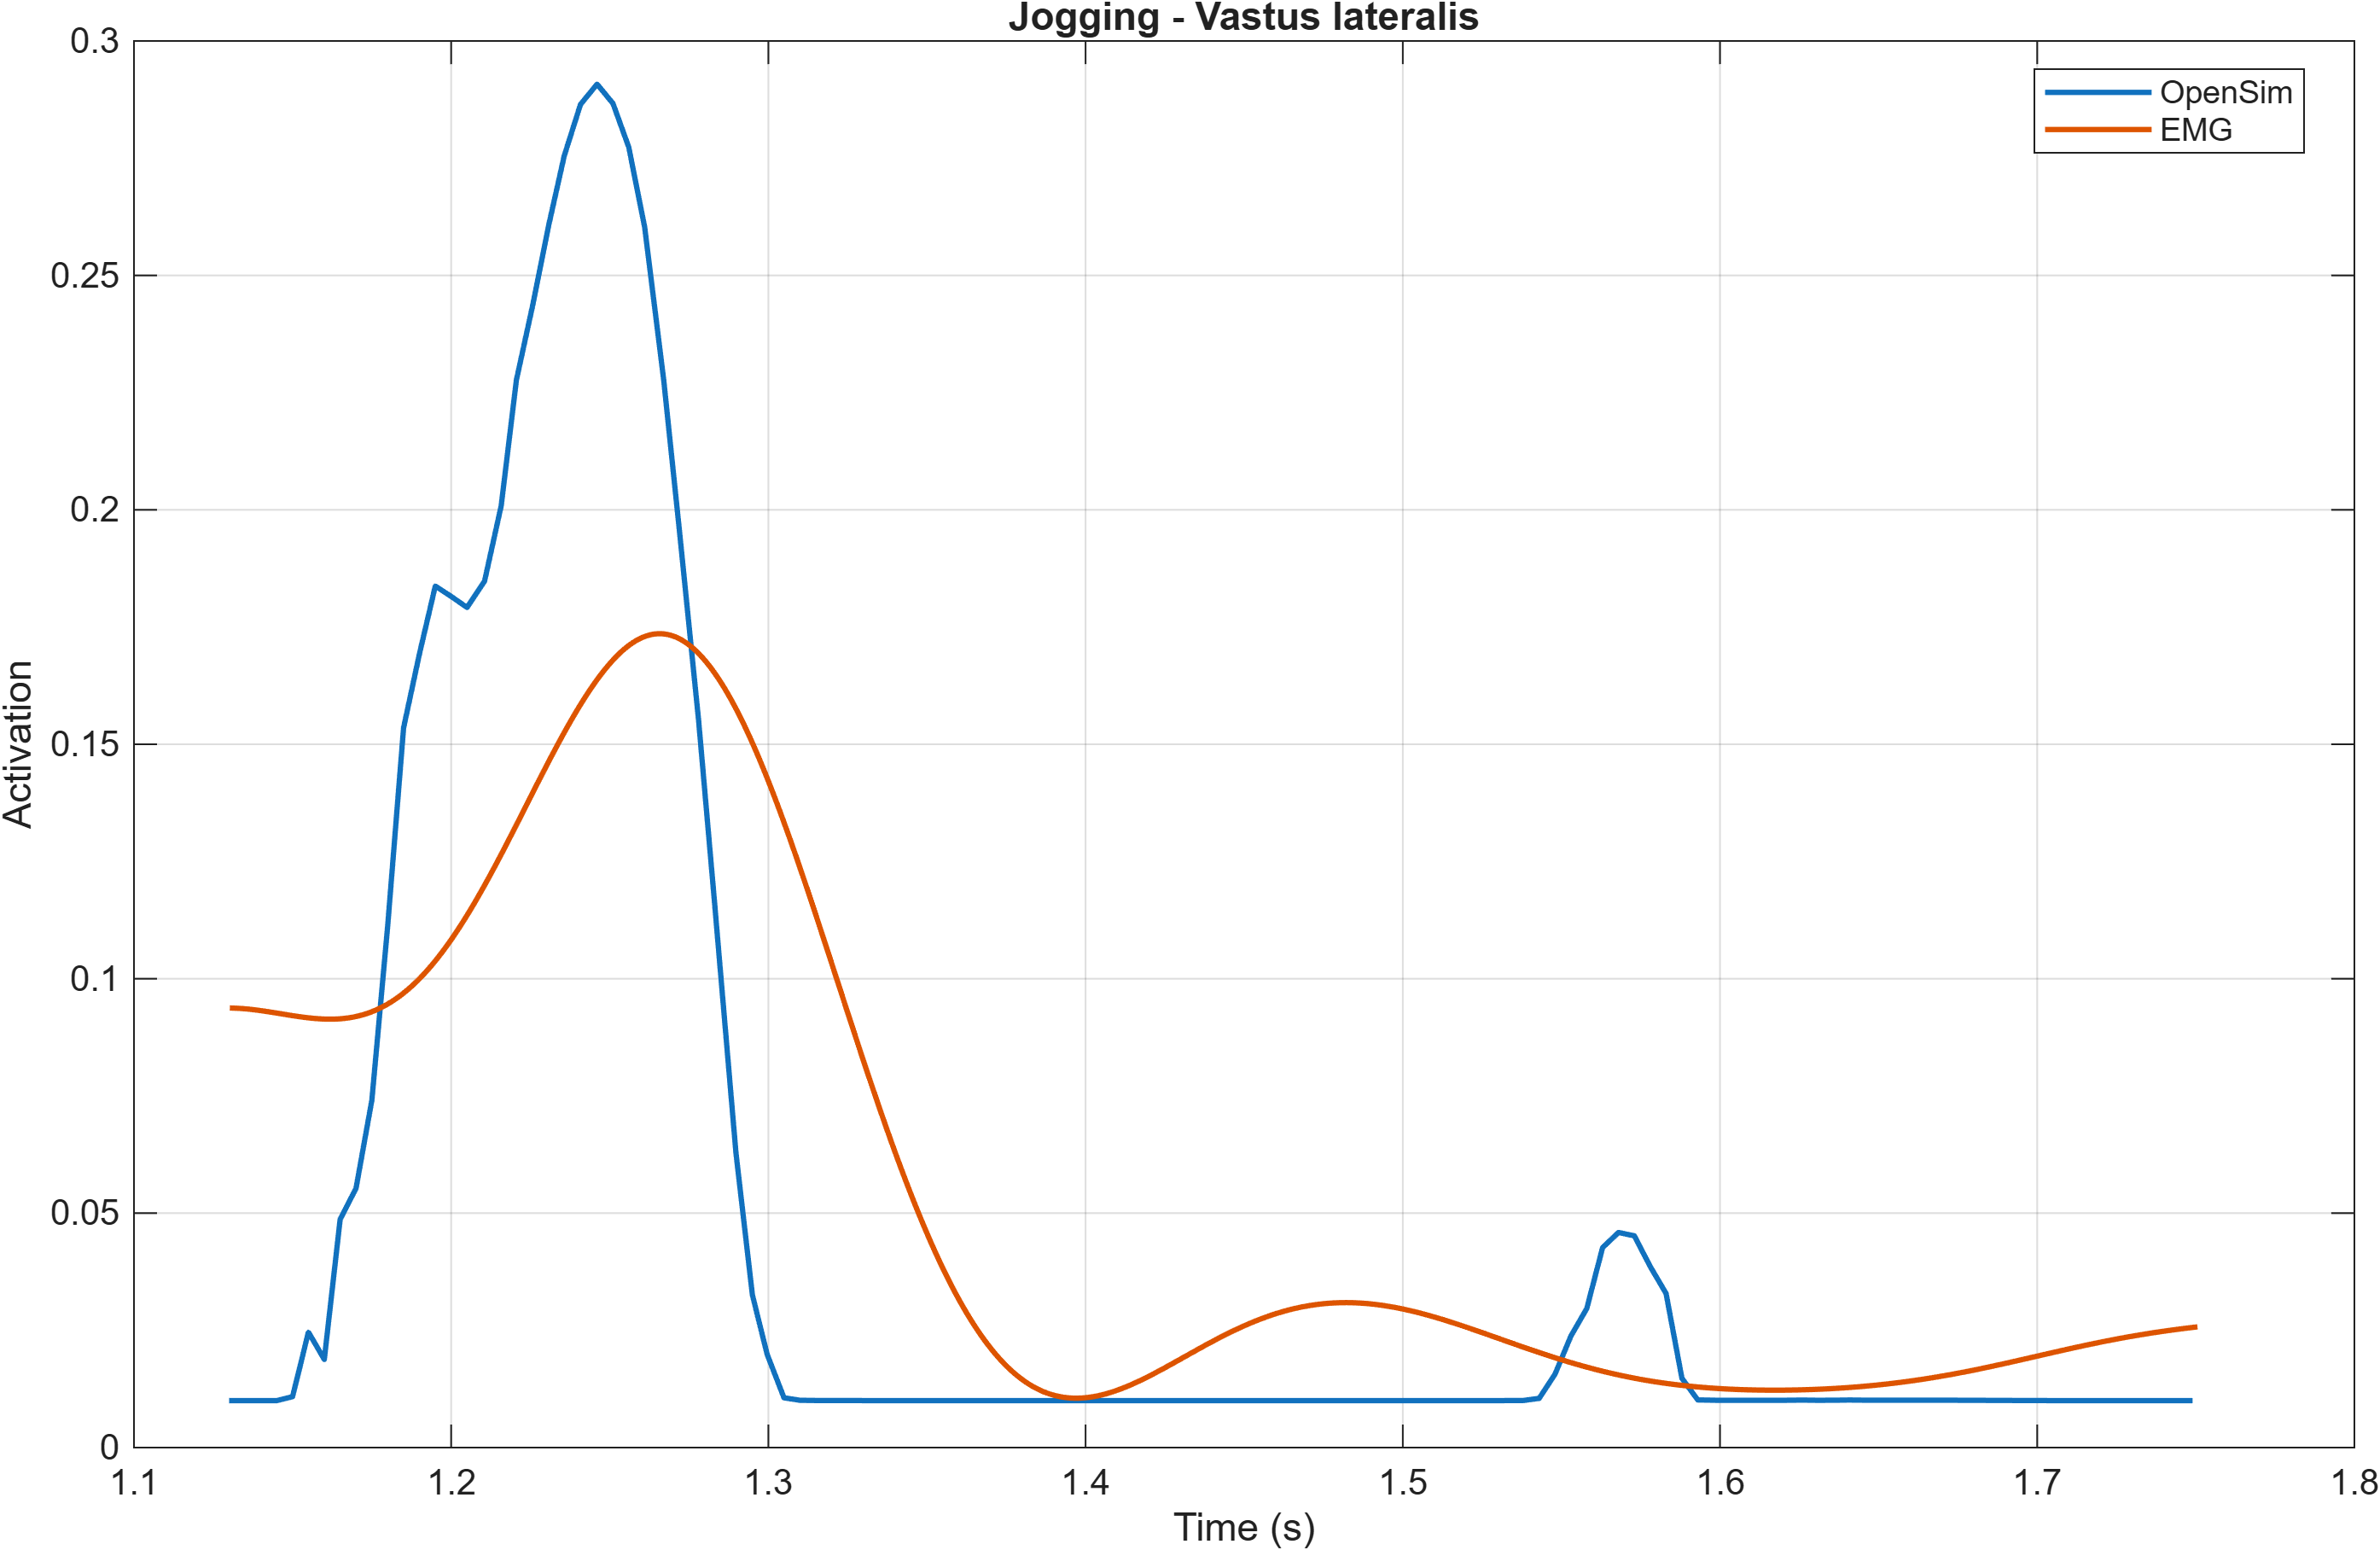 Jogging - Vastus lateralis
0.3
0.25
0.2
0.15
0.1
0.05
0
Activation
OpenSim
EMG
1.1 1.2 1.3 1.4 1.5 1.6 1.7 1.8
Time (s)